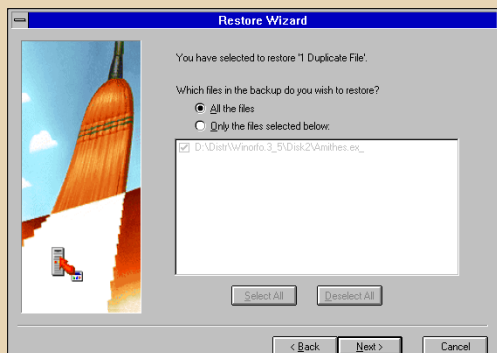 Restore Wizard
You have selected to restore '1 Duplicate File'.
Which files in the backup do you wish to restore?
All the files
Only the files selected below:
D:\Distr\Winorfo.3_5\Disk2\Amithes.ex_
Select All
Deselect All
< Back
Next >
Cancel